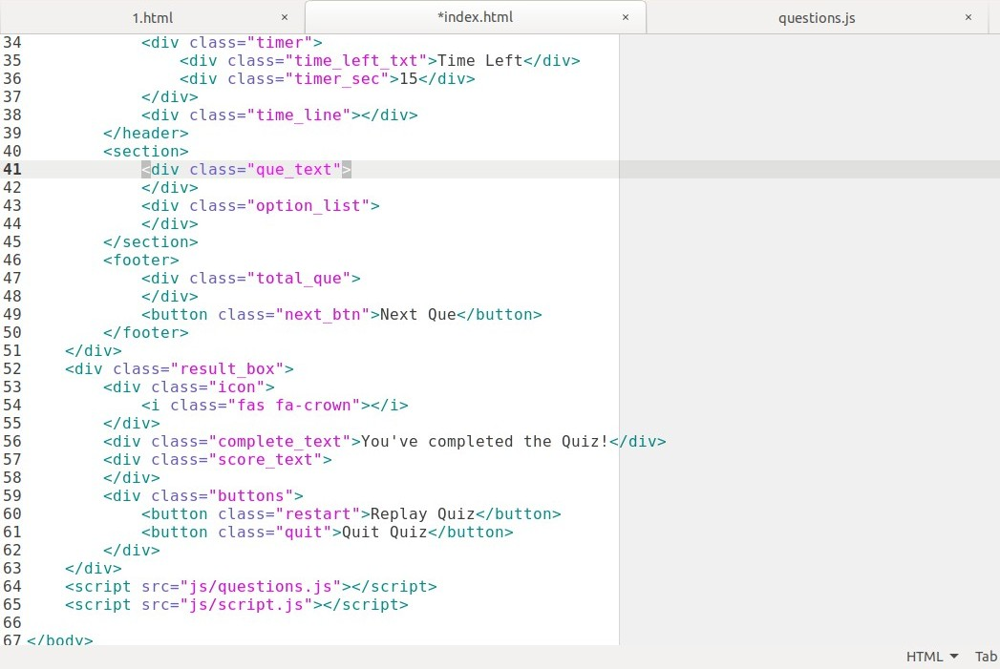 1.html × *index.html × questions.js ×
34 <div class="timer">
35 <div class="time_left_txt">Time Left</div>
36 <div class="timer_sec">15</div>
37 </div>
38 <div class="time_line"></div>
39 </header>
40 <section>
41 <div class="que_text">
42 </div>
43 <div class="option_list">
44 </div>
45 </section>
46 <footer>
47 <div class="total_que">
48 </div>
49 <button class="next_btn">Next Que</button>
50 </footer>
51 </div>
52 <div class="result_box">
53 <div class="icon">
54 <i class="fas fa-crown"></i>
55 </div>
56 <div class="complete_text">You've completed the Quiz!</div>
57 <div class="score_text">
58 </div>
59 <div class="buttons">
60 <button class="restart">Replay Quiz</button>
61 <button class="quit">Quit Quiz</button>
62 </div>
63 </div>
64 <script src="js/questions.js"></script>
65 <script src="js/script.js"></script>
66
67 </body>
HTML Tab